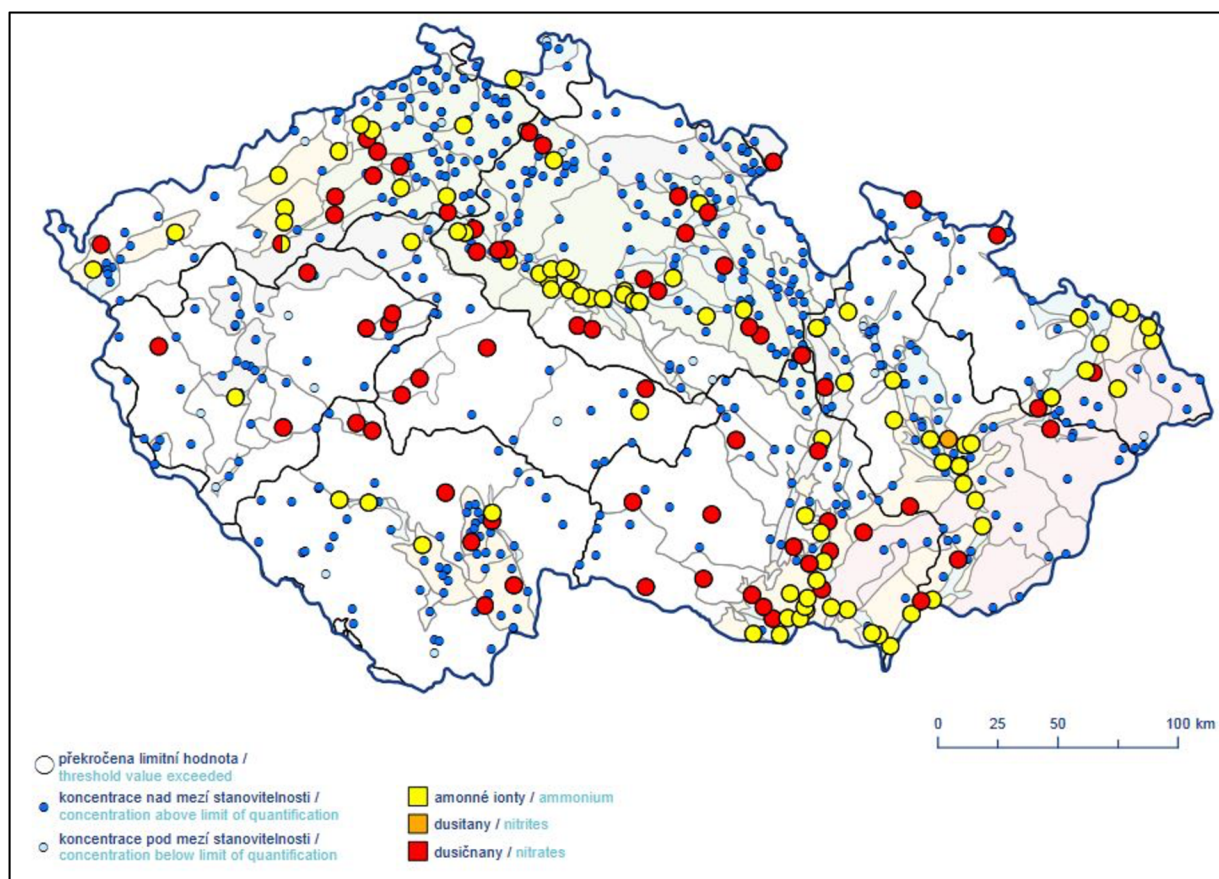 0 25 50 100 km
překročena limitní hodnota /
threshold value exceeded
koncentrace nad mezí stanovitelnosti /
concentration above limit of quantification
koncentrace pod mezí stanovitelnosti /
concentration below limit of quantification
amonné ionty / ammonium
dusitany / nitrites
dusičnany / nitrates